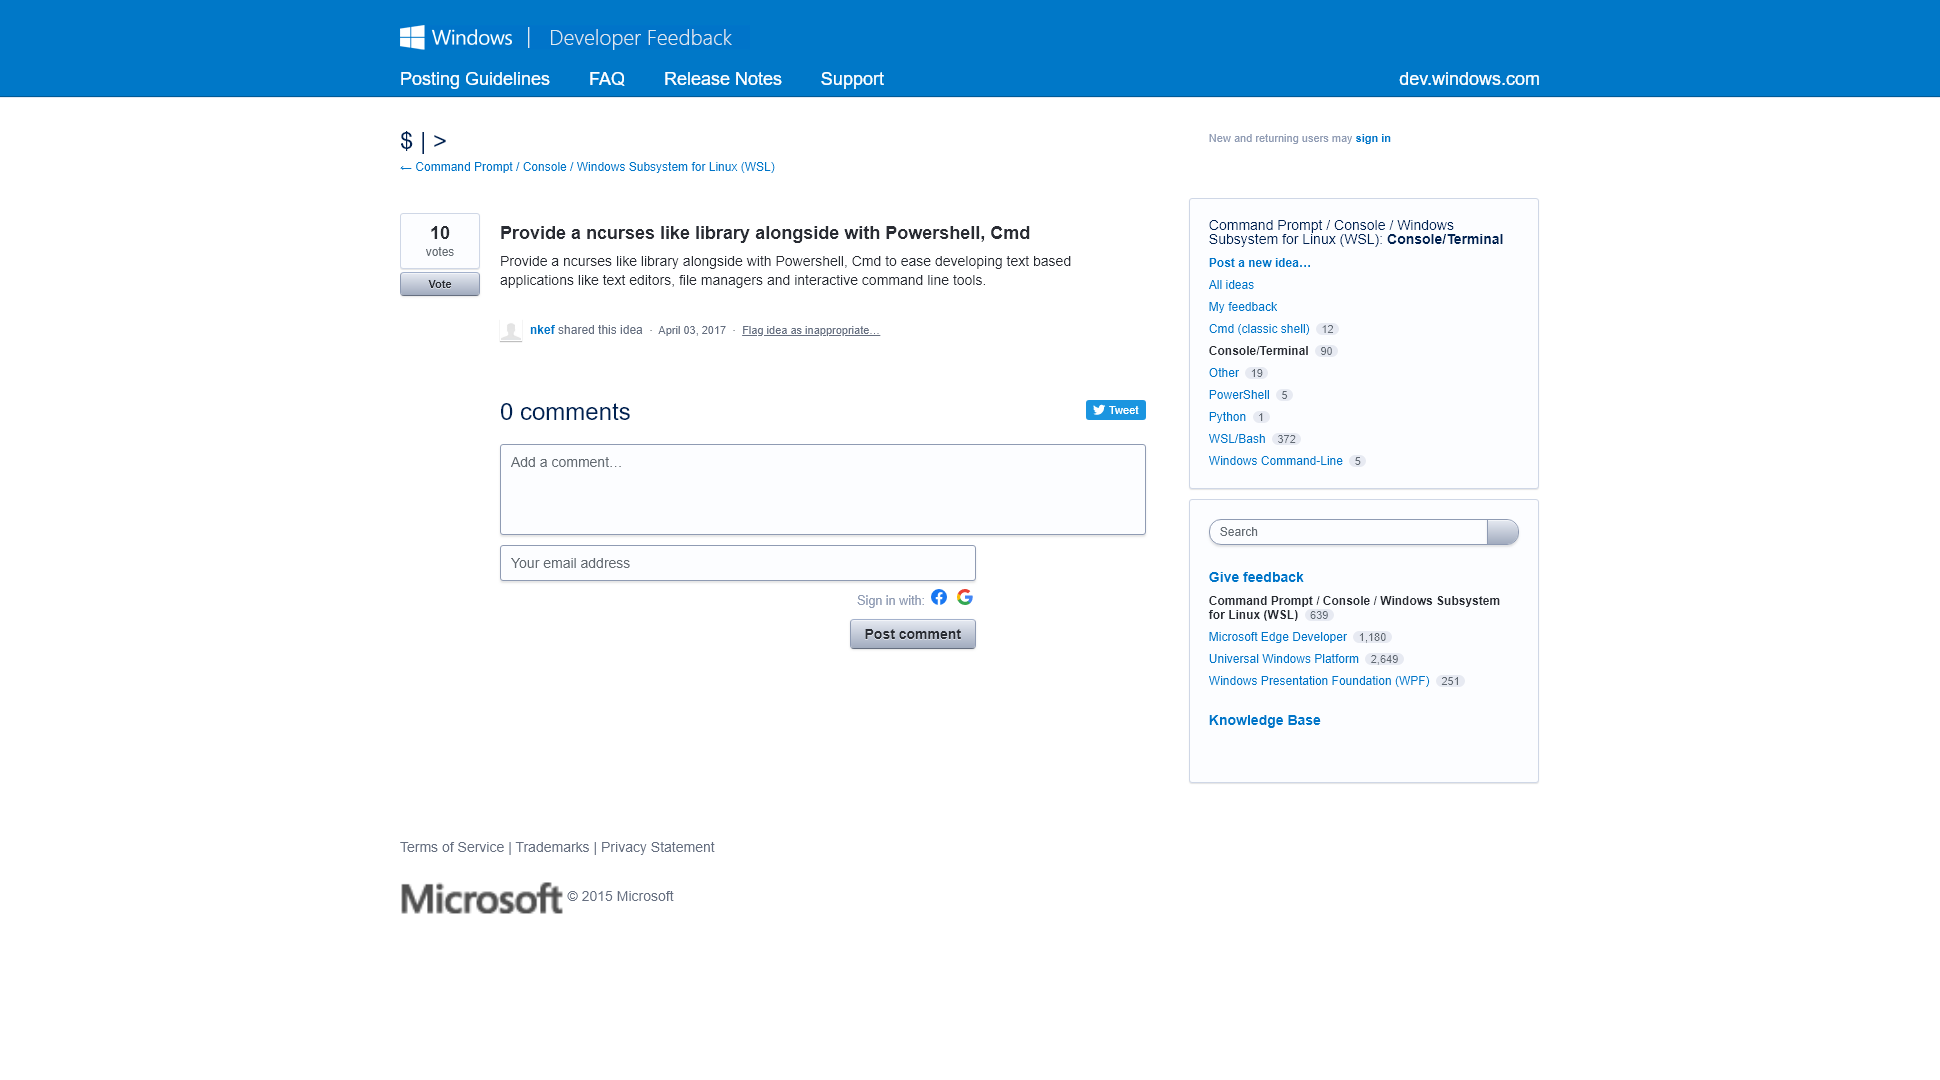 Windows | Developer Feedback
Posting Guidelines FAQ Release Notes Support dev.windows.com
$ | >
← Command Prompt / Console / Windows Subsystem for Linux (WSL)
New and returning users may sign in
10
votes
Vote
Provide a ncurses like library alongside with Powershell, Cmd
Provide a ncurses like library alongside with Powershell, Cmd to ease developing text based
applications like text editors, file managers and interactive command line tools.
nkef shared this idea · April 03, 2017 · Flag idea as inappropriate…
0 comments
Tweet
Add a comment…
Your email address
Sign in with:
Post comment
Command Prompt / Console / Windows
Subsystem for Linux (WSL): Console/Terminal
Post a new idea…
All ideas
My feedback
Cmd (classic shell) 12
Console/Terminal 90
Other 19
PowerShell 5
Python 1
WSL/Bash 372
Windows Command-Line 5
Search
Give feedback
Command Prompt / Console / Windows Subsystem
for Linux (WSL) 639
Microsoft Edge Developer 1,180
Universal Windows Platform 2,649
Windows Presentation Foundation (WPF) 251
Knowledge Base
Terms of Service | Trademarks | Privacy Statement
Microsoft © 2015 Microsoft